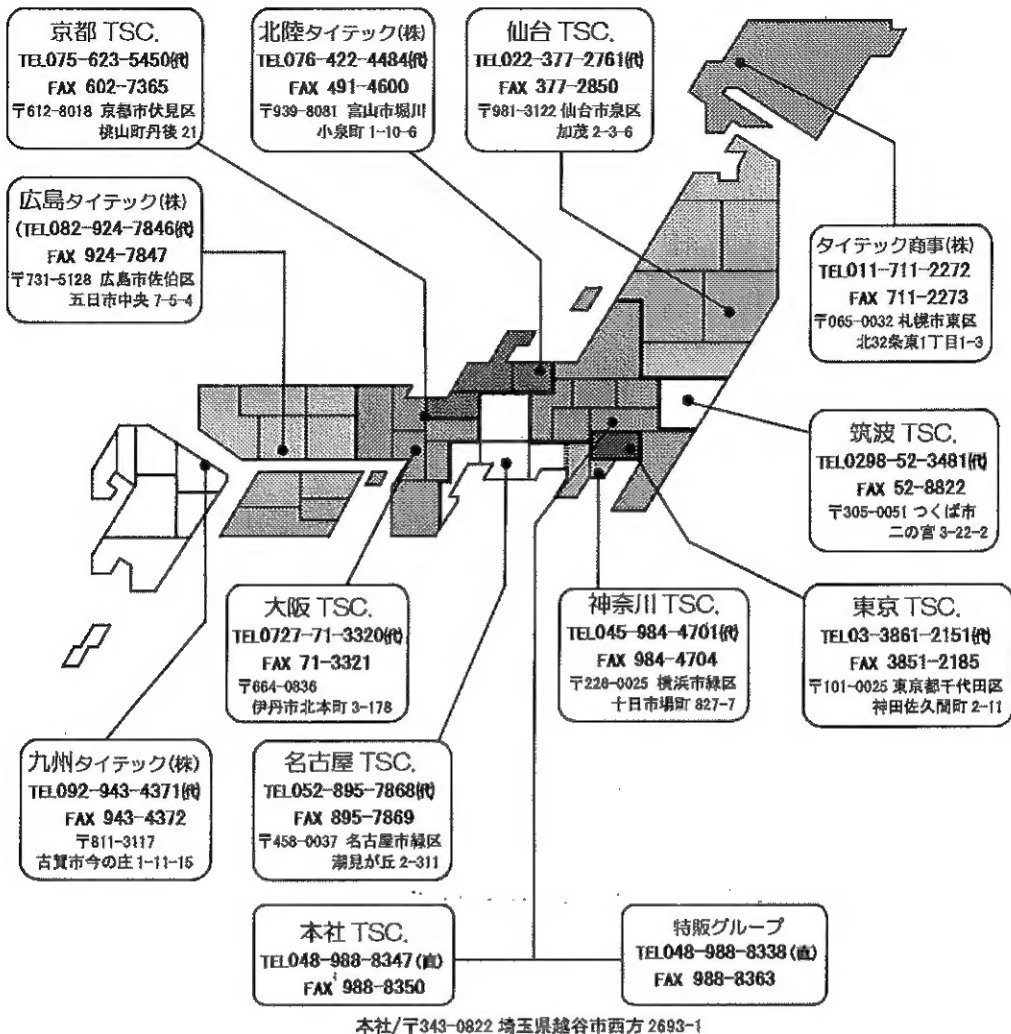 京都 TSC.
TEL075-623-5450(代)
FAX 602-7365
〒612-8018 京都市伏見区
桃山町丹後 21
北陸タイテック(株)
TEL076-422-4484(代)
FAX 491-4600
〒939-8081 富山市堀川
小泉町 1-10-6
仙台 TSC.
TEL022-377-2761(代)
FAX 377-2850
〒981-3122 仙台市泉区
加茂 2-3-6
広島タイテック(株)
(TEL082-924-7846(代)
FAX 924-7847
〒731-5128 広島市佐伯区
五日市中央 7-5-4
タイテック商事(株)
TEL011-711-2272
FAX 711-2273
〒065-0032 札幌市東区
北32条東1丁目1-3
筑波 TSC.
TEL0298-52-3481(代)
FAX 52-8822
〒305-0051 つくば市
二の宮 3-22-2
大阪 TSC.
TEL0727-71-3320(代)
FAX 71-3321
〒664-0836
伊丹市北本町 3-178
神奈川 TSC.
TEL045-984-4701(代)
FAX 984-4704
〒226-0025 横浜市緑区
十日市場町 827-7
東京 TSC.
TEL03-3861-2151(代)
FAX 3851-2185
〒101-0025 東京都千代田区
神田佐久間町 2-11
九州タイテック(株)
TEL092-943-4371(代)
FAX 943-4372
〒811-3117
古賀市今の庄 1-11-15
名古屋 TSC.
TEL052-895-7868(代)
FAX 895-7869
〒458-0037 名古屋市緑区
潮見が丘 2-311
本社 TSC.
TEL048-988-8347 (直)
FAX 988-8350
特販グループ
TEL048-988-8338 (直)
FAX 988-8363
本社/〒343-0822 埼玉県越谷市西方 2693-1